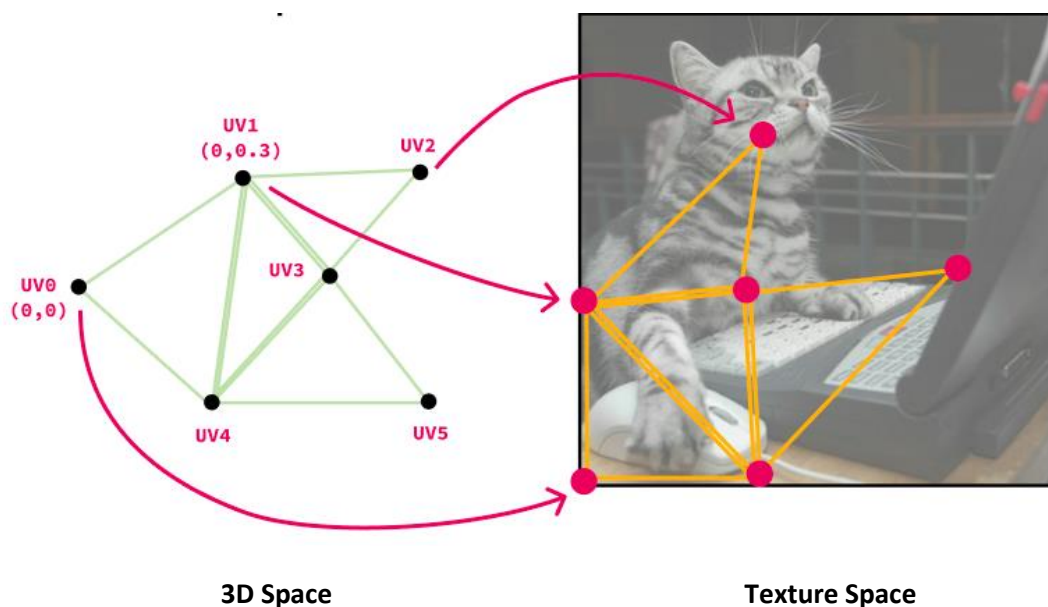 UV1
(0,0.3)
UV2
UV3
UV0
(0,0)
UV4
UV5
3D Space
Texture Space